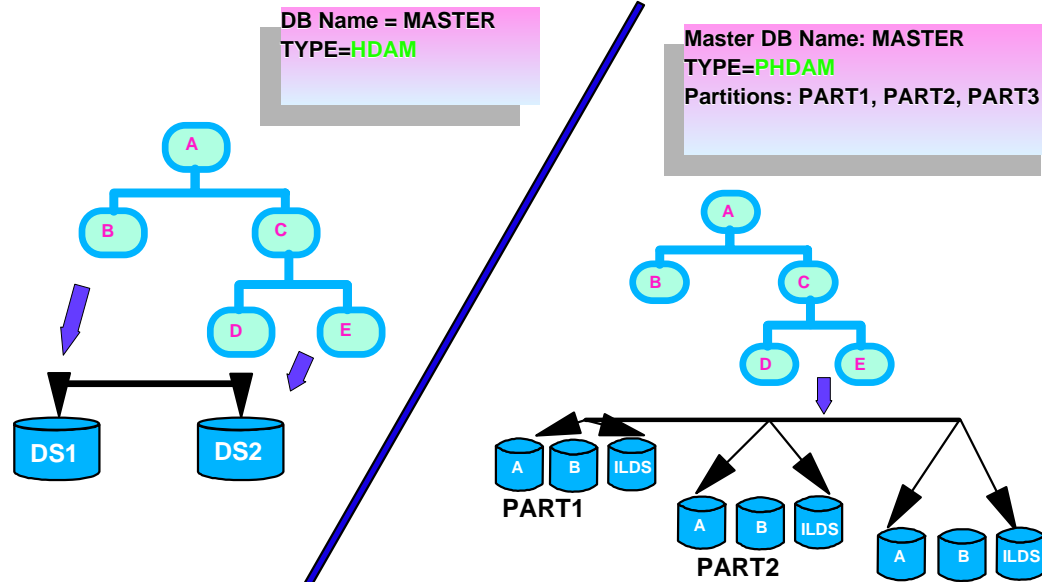 DB Name = MASTER
TYPE=HDAM
A
B
C
D
E
DS1
DS2
Master DB Name: MASTER
TYPE=PHDAM
Partitions: PART1, PART2, PART3
A
B
C
D
E
A
B
ILDS
PART1
A
B
ILDS
PART2
A
B
ILDS